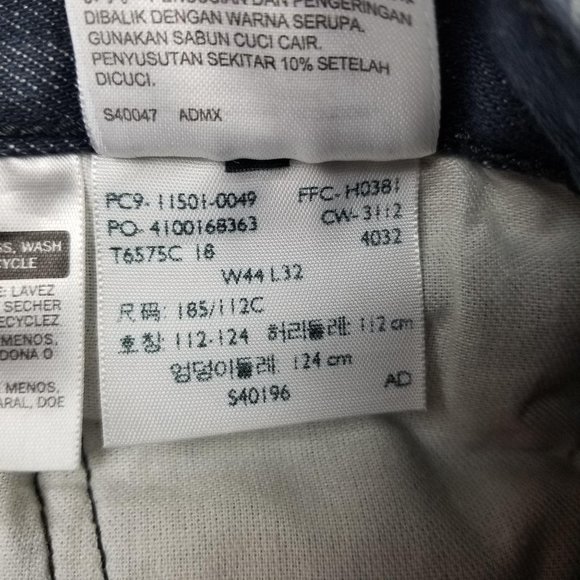 DAN PENGERINGAN
DIBALIK DENGAN WARNA SERUPA.
GUNAKAN SABUN CUCI CAIR.
PENYUSUTAN SEKITAR 10% SETELAH
DICUCI.
S40047 ADMX
PC9- 11501-0049 FFC- H0381
PO- 4100168363 CW-3112
T6575C 18 4032
W44 L32
尺码: 185/112C
호칭: 112-124 허리둘레: 112 cm
엉덩이둘레: 124 cm
S40196 AD
WASH
LAVEZ
SECHER
MENOS,
DONA O
MENOS,
DOE